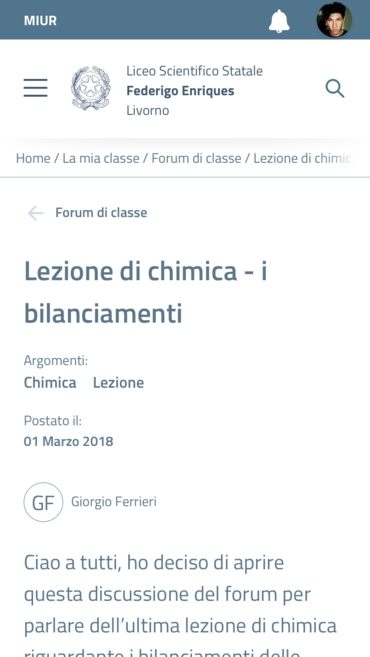 MIUR
Liceo Scientifico Statale
Federigo Enriques
Livorno
Home / La mia classe / Forum di classe / Lezione di chimic
Forum di classe
Lezione di chimica - i
bilanciamenti
Argomenti:
Chimica Lezione
Postato il:
01 Marzo 2018
GF Giorgio Ferrieri
Ciao a tutti, ho deciso di aprire
questa discussione del forum per
parlare dell’ultima lezione di chimica
riguardante i bilanciamenti delle